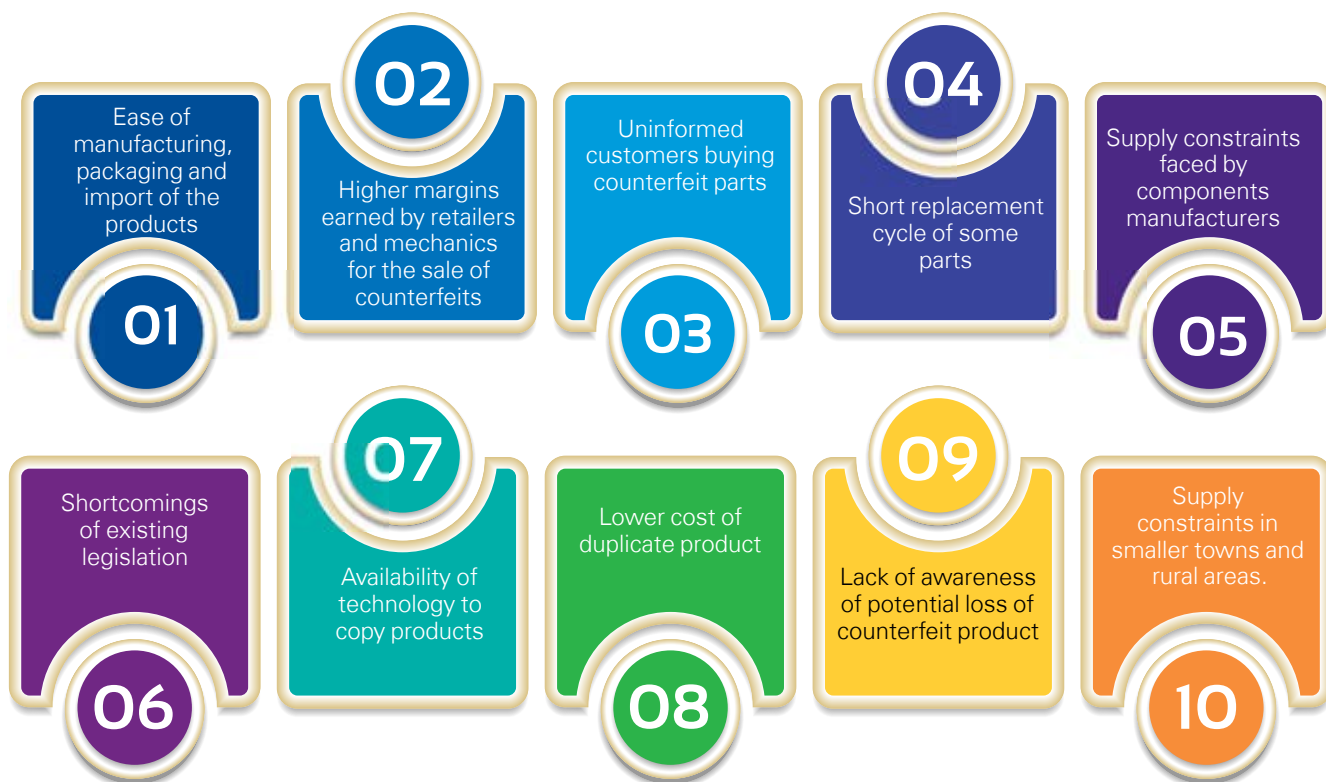 Ease of
manufacturing,
packaging and
import of the
products
01
02
Higher margins
earned by retailers
and mechanics
for the sale of
counterfeits
Uninformed
customers buying
counterfeit parts
03
04
Short replacement
cycle of some
parts
Supply constraints
faced by
components
manufacturers
05
Shortcomings
of existing
legislation
06
07
Availability of
technology to
copy products
Lower cost of
duplicate product
08
09
Lack of awareness
of potential loss of
counterfeit product
Supply
constraints in
smaller towns and
rural areas.
10